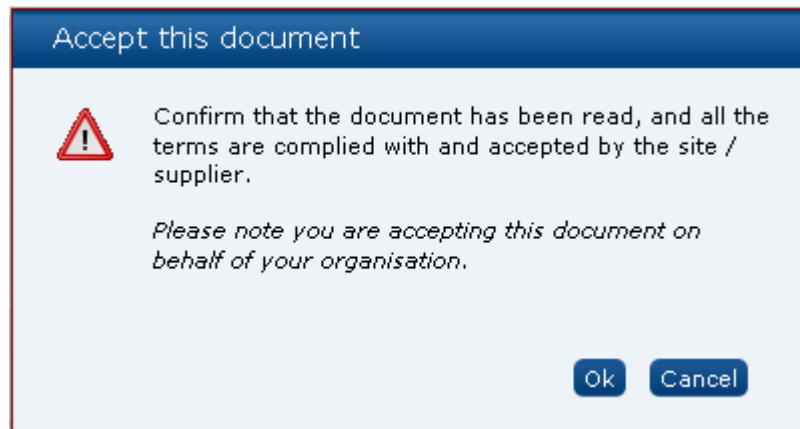 Accept this document
Confirm that the document has been read, and all the
terms are complied with and accepted by the site /
supplier.
Please note you are accepting this document on
behalf of your organisation.
Ok Cancel